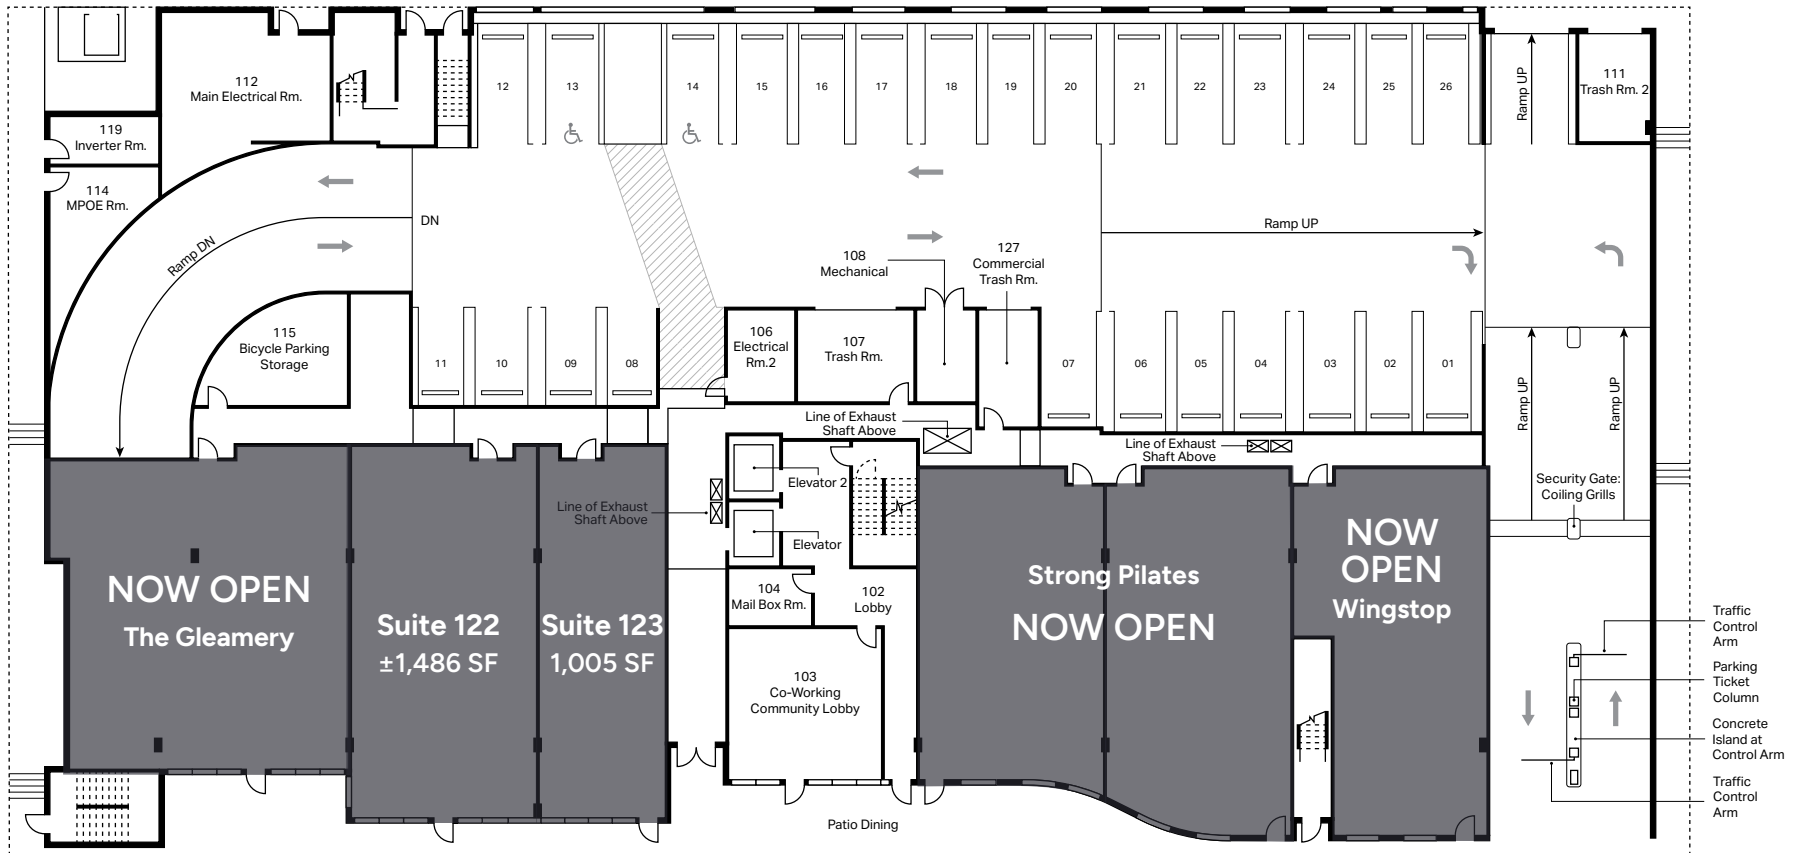 112
Main Electrical Rm.
119
Inverter Rm.
114
MPOE Rm.
12
13
14
15
16
17
18
19
20
21
22
23
24
25
26
Ramp UP
111
Trash Rm. 2
DN
Ramp DN
Ramp UP
108
Mechanical
127
Commercial
Trash Rm.
115
Bicycle Parking
Storage
11
10
09
08
106
Electrical
Rm.2
107
Trash Rm.
07
06
05
04
03
02
01
Ramp UP
Ramp UP
Line of Exhaust
Shaft Above
Line of Exhaust
Shaft Above
Security Gate:
Coiling Grills
Elevator 2
Line of Exhaust
Shaft Above
Elevator
104
Mail Box Rm.
102
Lobby
103
Co-Working
Community Lobby
NOW OPEN
The Gleamery
Suite 122
±1,486 SF
Suite 123
1,005 SF
Strong Pilates
NOW OPEN
NOW
OPEN
Wingstop
Traffic
Control
Arm
Parking
Ticket
Column
Concrete
Island at
Control Arm
Traffic
Control
Arm
Patio Dining